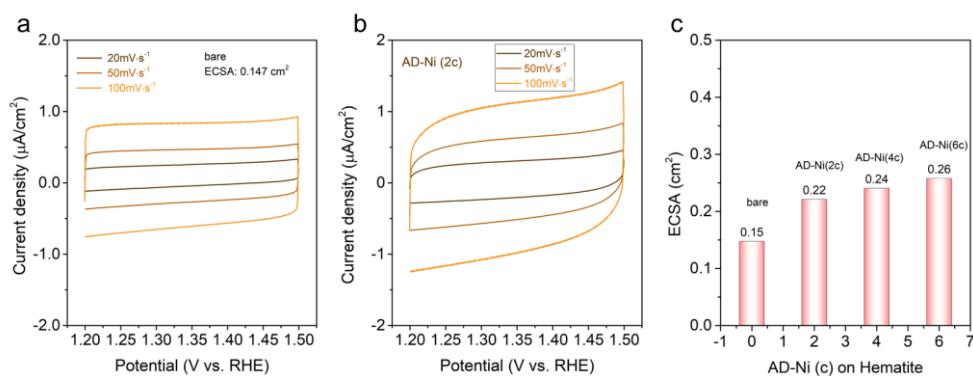 a
2.0
1.0
0.0
-1.0
-2.0
Current density (μA/cm²)
20mV·s⁻¹
50mV·s⁻¹
100mV·s⁻¹
bare
ECSA: 0.147 cm²
1.20 1.25 1.30 1.35 1.40 1.45 1.50
Potential (V vs. RHE)
b
2
1
0
-1
-2
Current density (μA/cm²)
AD-Ni (2c)
20mV·s⁻¹
50mV·s⁻¹
100mV·s⁻¹
1.20 1.25 1.30 1.35 1.40 1.45 1.50
Potential (V vs. RHE)
c
0.5
0.4
0.3
0.2
0.1
0.0
ECSA (cm²)
bare
0.15
AD-Ni(2c)
0.22
AD-Ni(4c)
0.24
AD-Ni(6c)
0.26
-1 0 1 2 3 4 5 6 7
AD-Ni (c) on Hematite